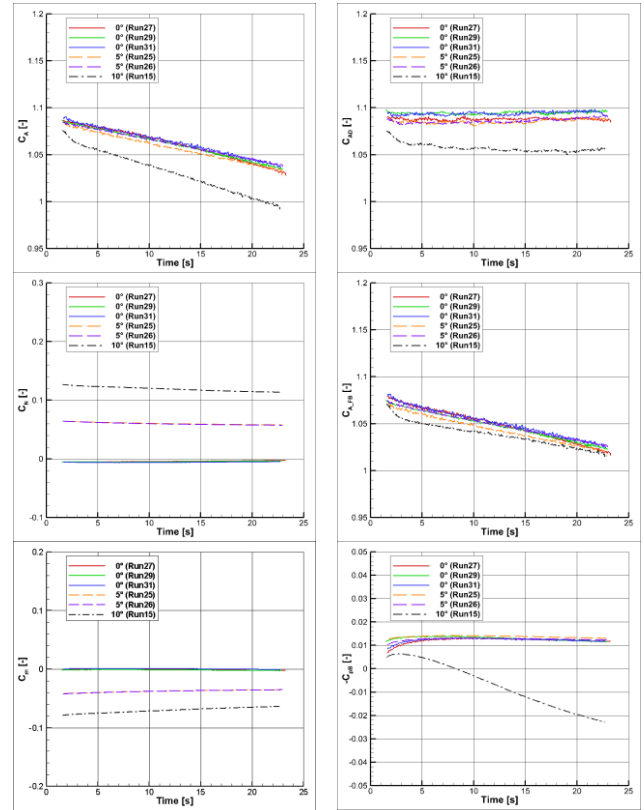 1.2
1.15
1.1
1.05
1
0.95
C_A [-]
0° (Run27)
0° (Run29)
0° (Run31)
5° (Run25)
5° (Run26)
10° (Run15)
0 5 10 15 20 25
Time [s]
1.2
1.15
1.1
1.05
1
0.95
C_AD [-]
0° (Run27)
0° (Run29)
0° (Run31)
5° (Run25)
5° (Run26)
10° (Run15)
0 5 10 15 20 25
Time [s]
0.3
0.2
0.1
0
-0.1
[-]
0° (Run27)
0° (Run29)
0° (Run31)
5° (Run25)
5° (Run26)
10° (Run15)
0 5 10 15 20 25
Time [s]
1.2
1.15
1.1
1.05
1
0.95
C_A_FB [-]
0° (Run27)
0° (Run29)
0° (Run31)
5° (Run25)
5° (Run26)
10° (Run15)
0 5 10 15 20 25
Time [s]
0.2
0.1
0
-0.1
-0.2
C_m [-]
0° (Run27)
0° (Run29)
0° (Run31)
5° (Run25)
5° (Run26)
10° (Run15)
0 5 10 15 20 25
Time [s]
0.05
0.04
0.03
0.02
0.01
0
-0.01
-0.02
-0.03
-0.04
-0.05
-C_pB [-]
0° (Run27)
0° (Run29)
0° (Run31)
5° (Run25)
5° (Run26)
10° (Run15)
0 5 10 15 20 25
Time [s]